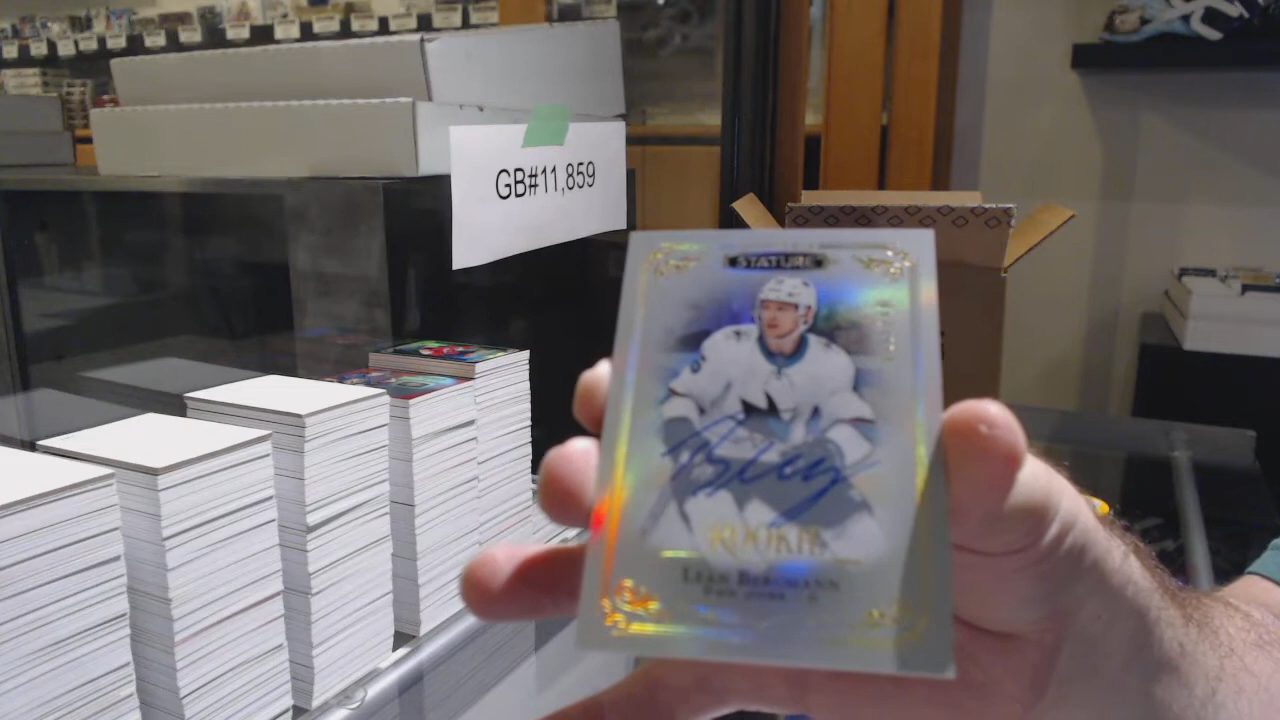 GB#11,859
STATURE
ROOKIE
LEAN BERGMANN
SAN JOSE